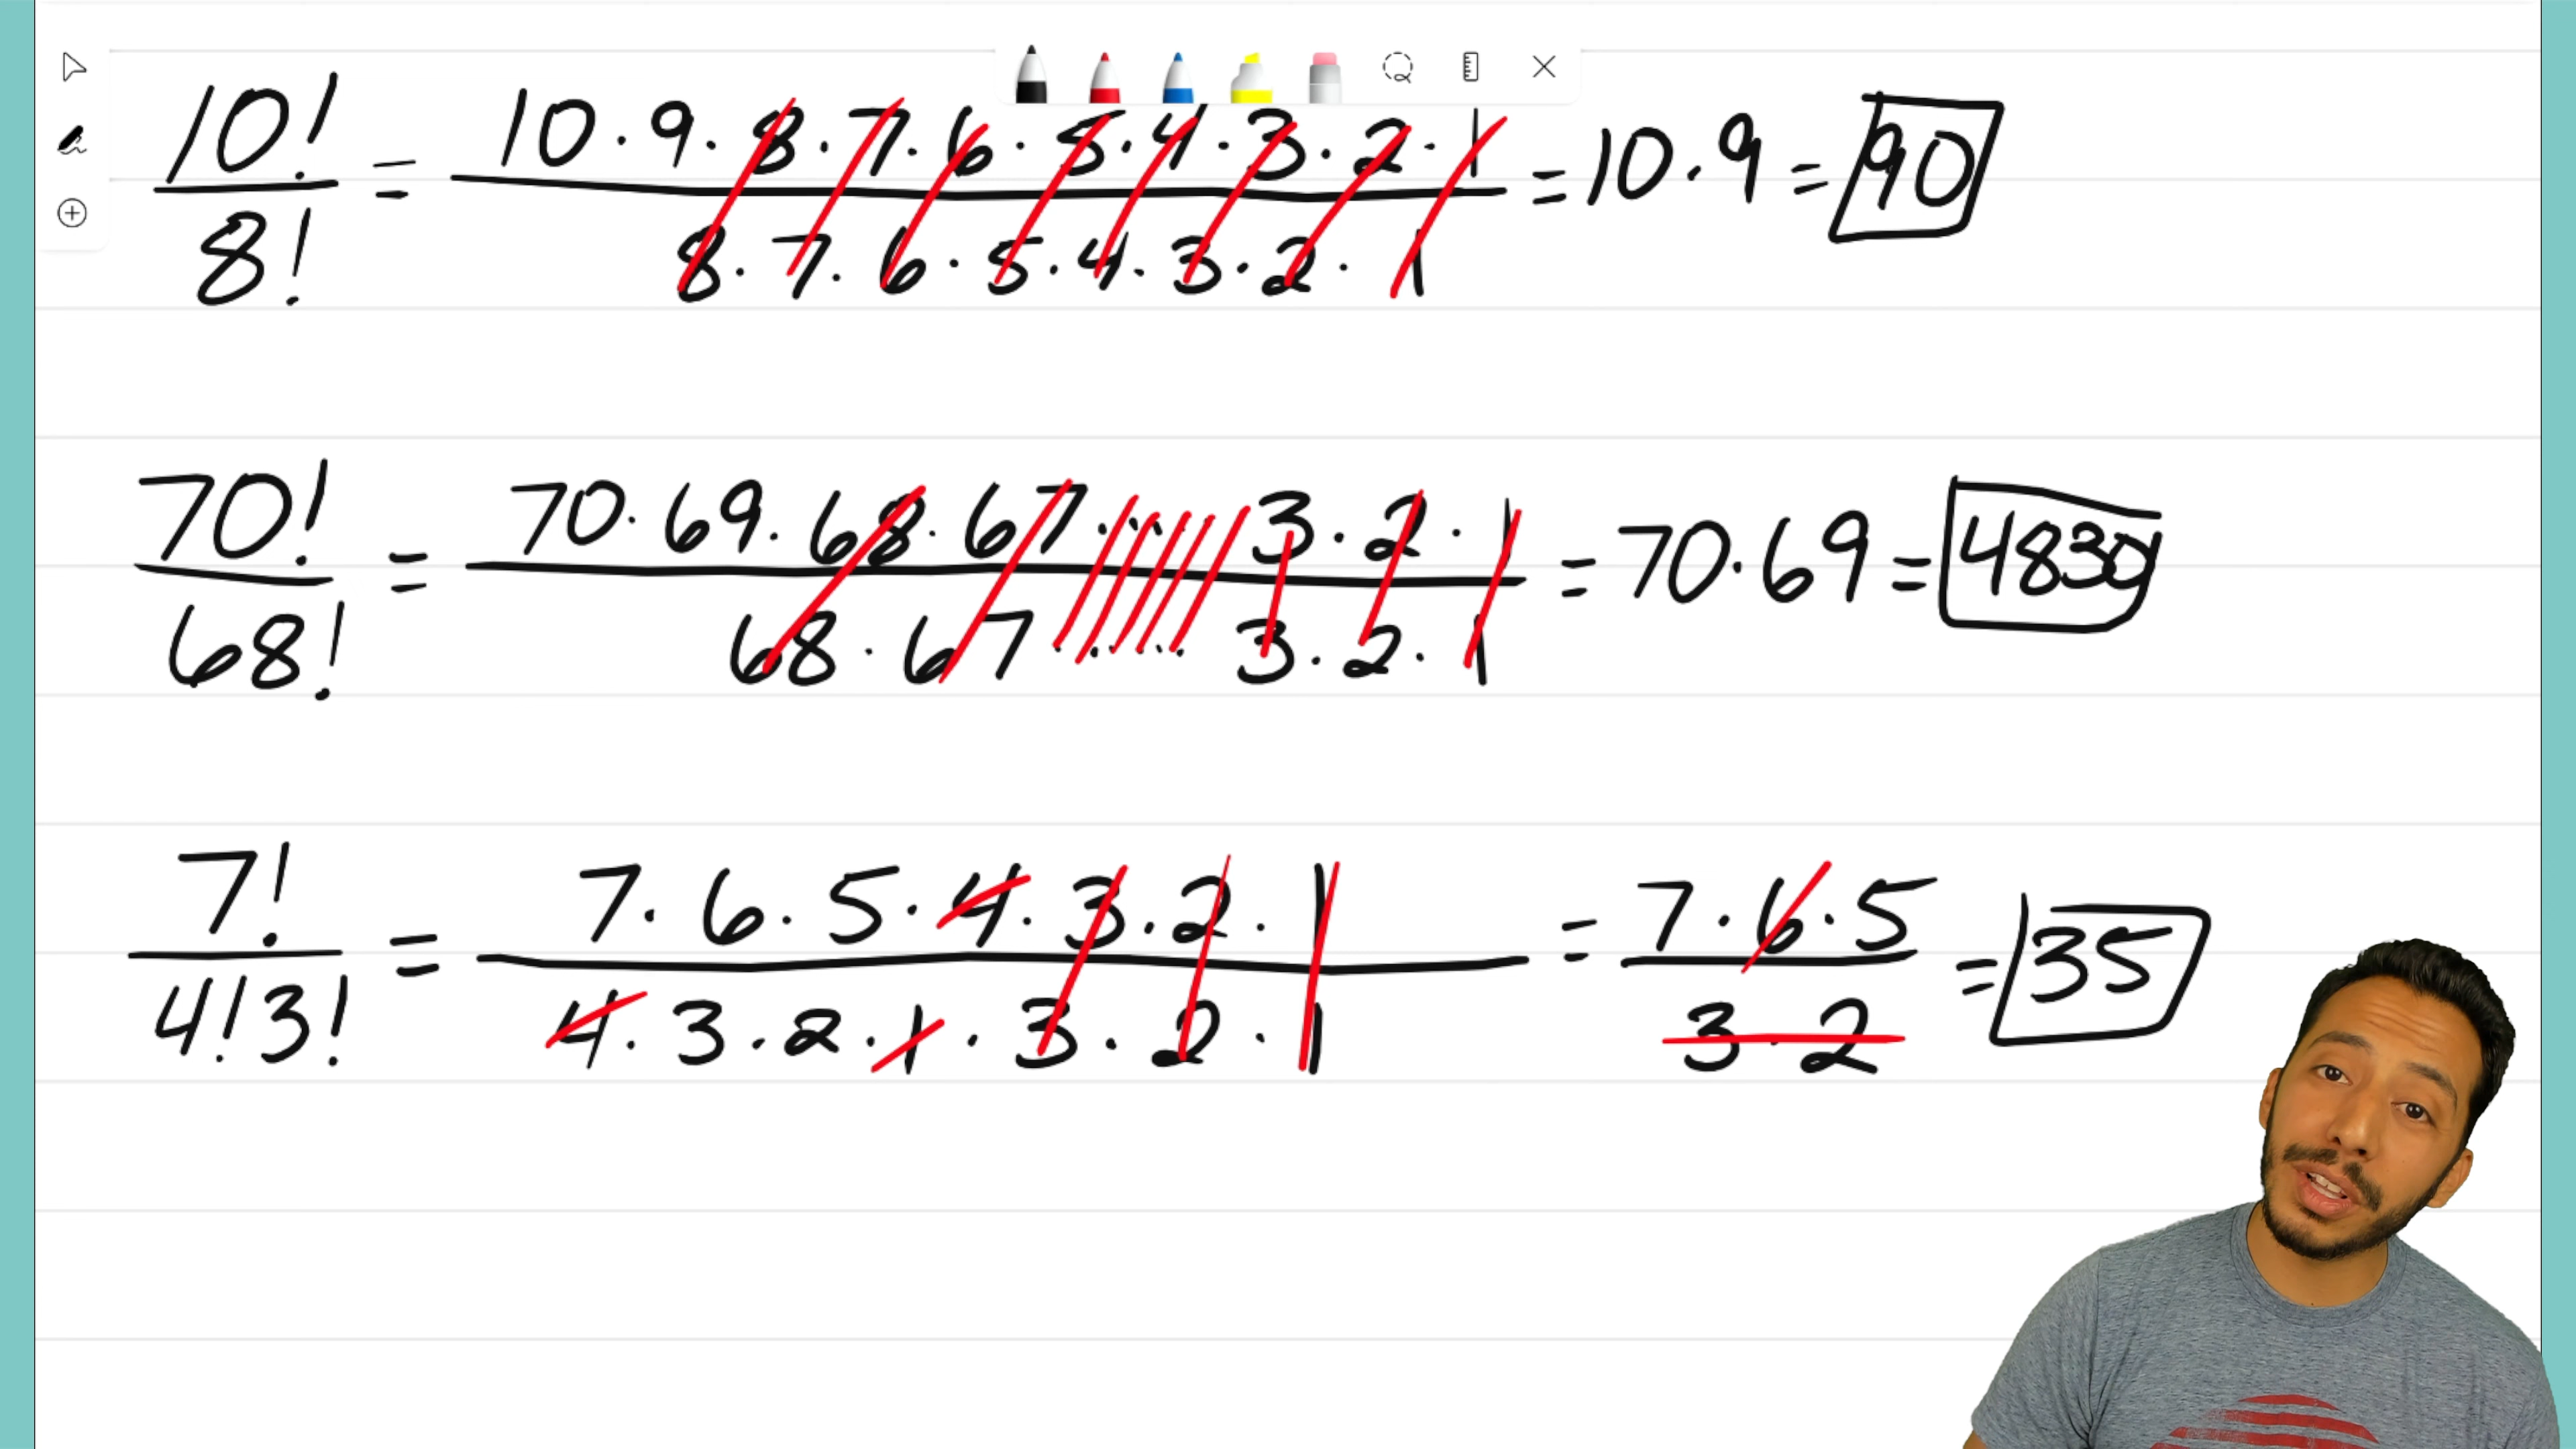 10!/8! = 10·9·8·7·6·5·4·3·2·1 / 8·7·6·5·4·3·2·1 = 10·9 = 90
70!/68! = 70·69·68·67·.... 3·2·1 / 68·67·..... 3·2·1 = 70·69 = 4830
7!/4!3! = 7·6·5·4·3·2·1 / 4·3·2·1·3·2·1 = 7·6·5 / 3·2 = 35